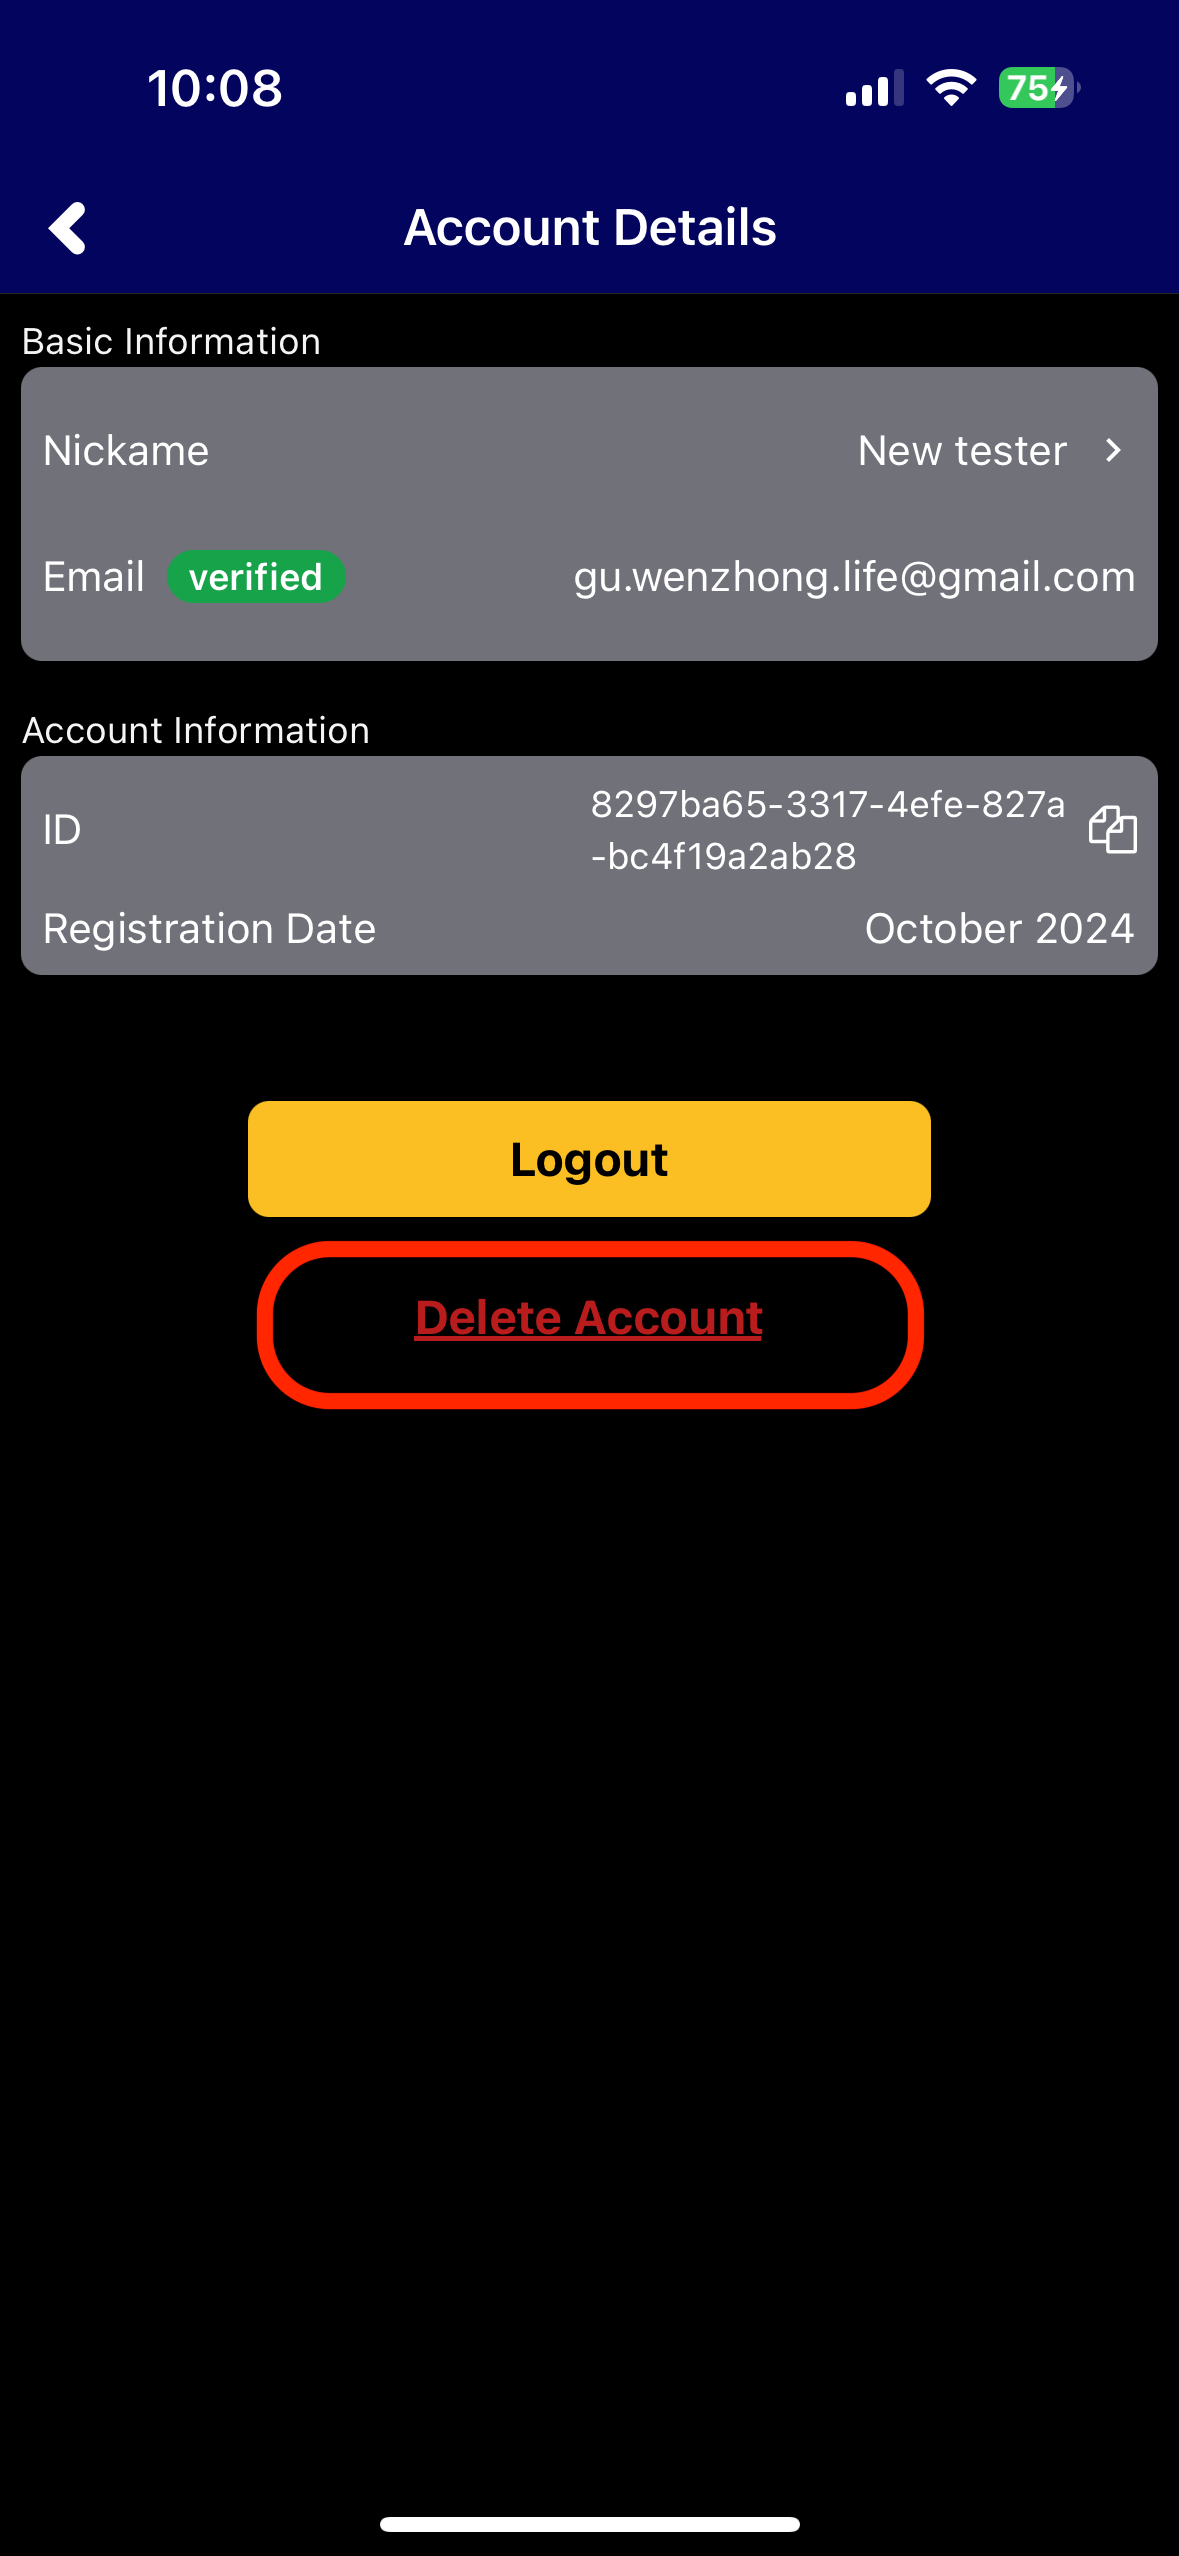 10:08
75
Account Details
Basic Information
Nickame
New tester
Email
verified
gu.wenzhong.life@gmail.com
Account Information
ID
8297ba65-3317-4efe-827a
-bc4f19a2ab28
Registration Date
October 2024
Logout
Delete Account